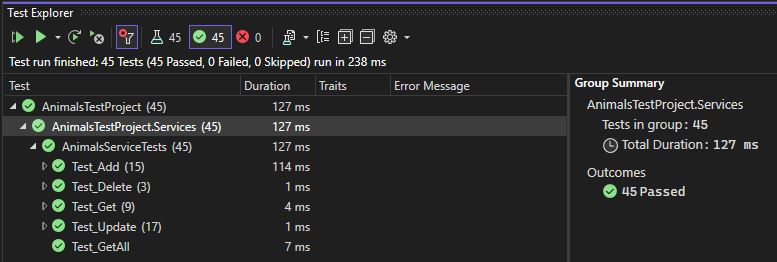 Test Explorer
45 45 0
Test run finished: 45 Tests (45 Passed, 0 Failed, 0 Skipped) run in 238 ms
Test Duration Traits Error Message
AnimalsTestProject (45) 127 ms
AnimalsTestProject.Services (45) 127 ms
AnimalsServiceTests (45) 127 ms
Test_Add (15) 114 ms
Test_Delete (3) 1 ms
Test_Get (9) 4 ms
Test_Update (17) 1 ms
Test_GetAll 7 ms
Group Summary
AnimalsTestProject.Services
Tests in group: 45
Total Duration: 127 ms
Outcomes
45 Passed